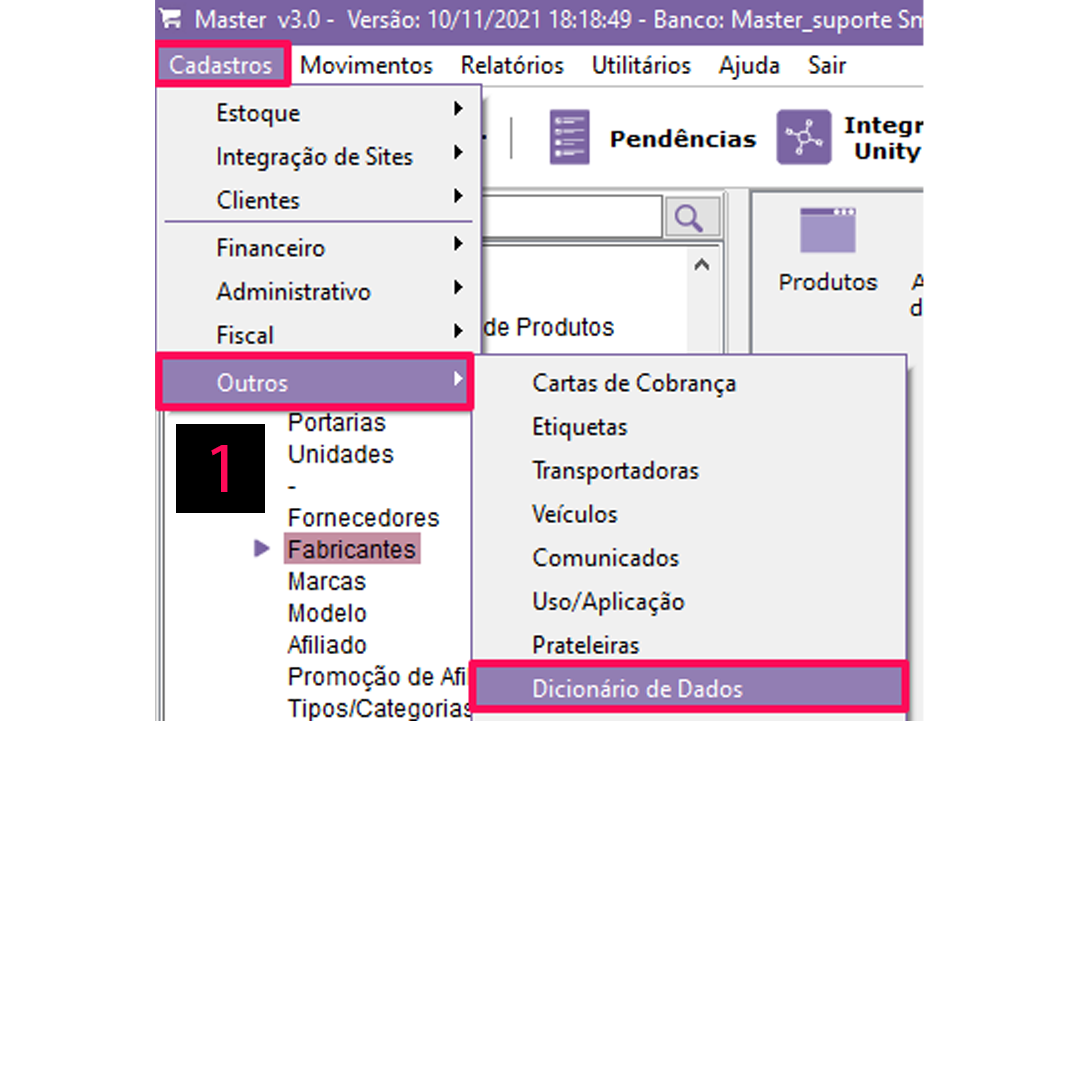 Master v3.0 - Versão: 10/11/2021 18:18:49 - Banco: Master_suporte
Cadastros Movimentos Relatórios Utilitários Ajuda Sair
Estoque
Integração de Sites
Clientes
Financeiro
Administrativo
Fiscal
Outros
Pendências
Unity
Produtos
de Produtos
Cartas de Cobrança
Etiquetas
Transportadoras
Veículos
Comunicados
Uso/Aplicação
Prateleiras
Dicionário de Dados
1
Portarias
Unidades
-
Fornecedores
Fabricantes
Marcas
Modelo
Afiliado
Promoção de
Tipos/Categorias